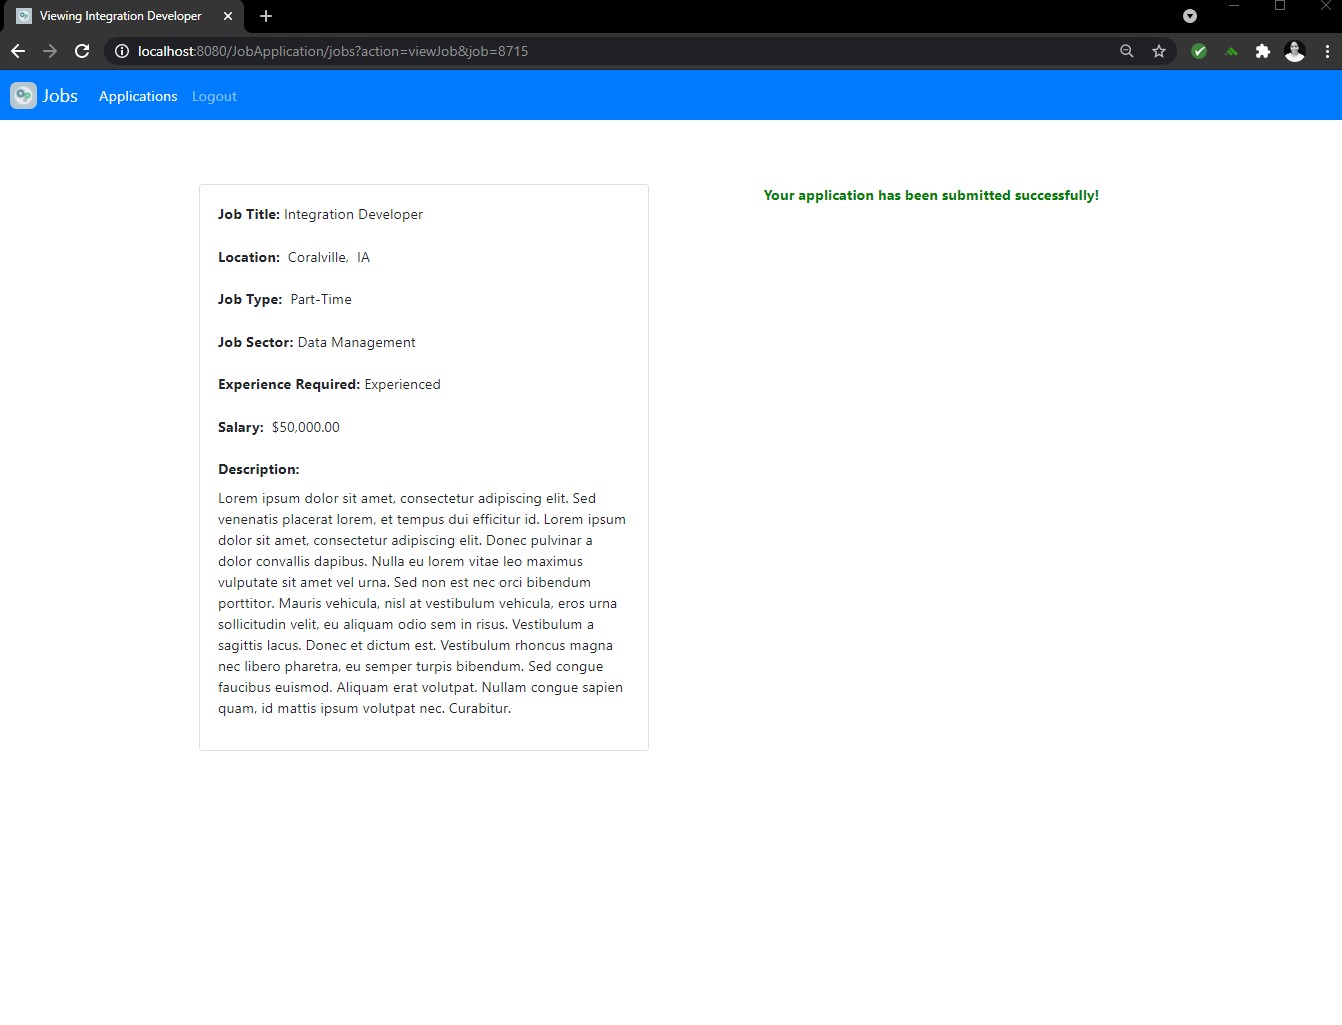 Viewing Integration Developer
localhost:8080/JobApplication/jobs?action=viewJob&job=8715
Jobs Applications Logout
Job Title: Integration Developer
Location: Coralville, IA
Job Type: Part-Time
Job Sector: Data Management
Experience Required: Experienced
Salary: $50,000.00
Description:
Lorem ipsum dolor sit amet, consectetur adipiscing elit. Sed
venenatis placerat lorem, et tempus dui efficitur id. Lorem ipsum
dolor sit amet, consectetur adipiscing elit. Donec pulvinar a
dolor convallis dapibus. Nulla eu lorem vitae leo maximus
vulputate sit amet vel urna. Sed non est nec orci bibendum
porttitor. Mauris vehicula, nisl at vestibulum vehicula, eros urna
sollicitudin velit, eu aliquam odio sem in risus. Vestibulum a
sagittis lacus. Donec et dictum est. Vestibulum rhoncus magna
nec libero pharetra, eu semper turpis bibendum. Sed congue
faucibus euismod. Aliquam erat volutpat. Nullam congue sapien
quam, id mattis ipsum volutpat nec. Curabitur.
Your application has been submitted successfully!